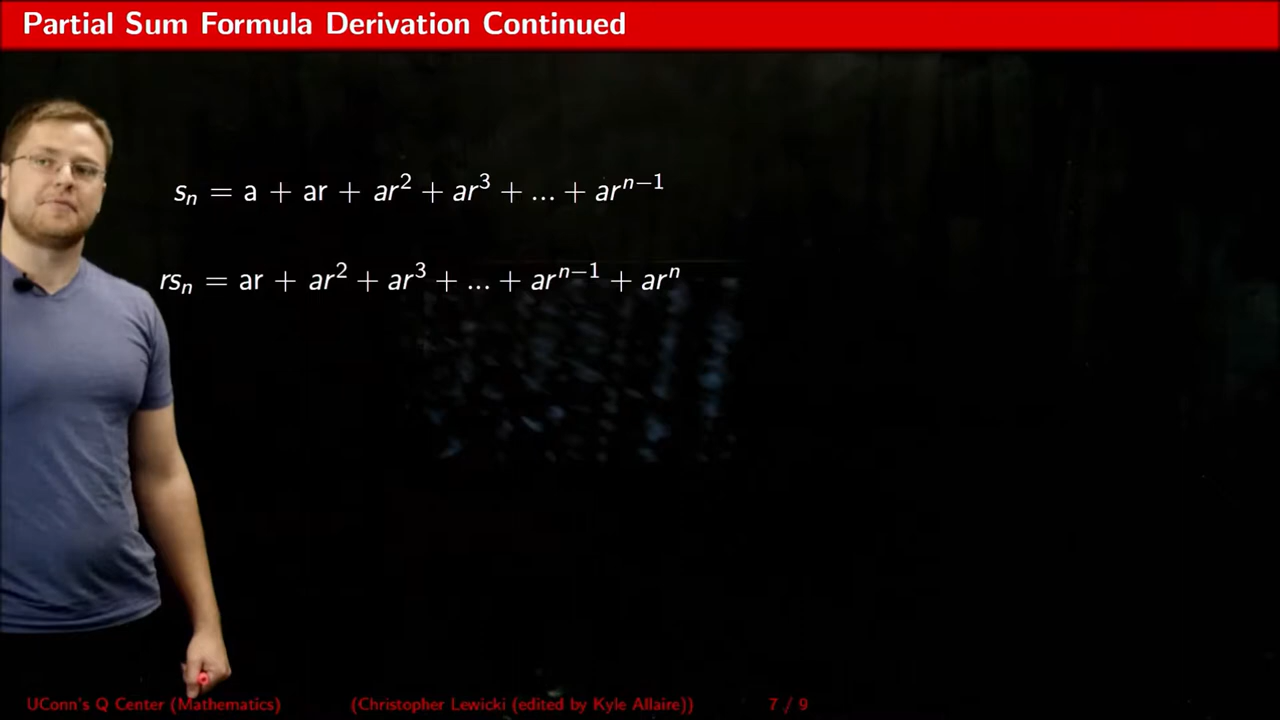 Partial Sum Formula Derivation Continued
sₙ = a + ar + ar² + ar³ + ... + arⁿ⁻¹
rsₙ = ar + ar² + ar³ + ... + arⁿ⁻¹ + arⁿ
UConn's Q Center (Mathematics) (Christopher Lewicki (edited by Kyle Allaire)) 7 / 9